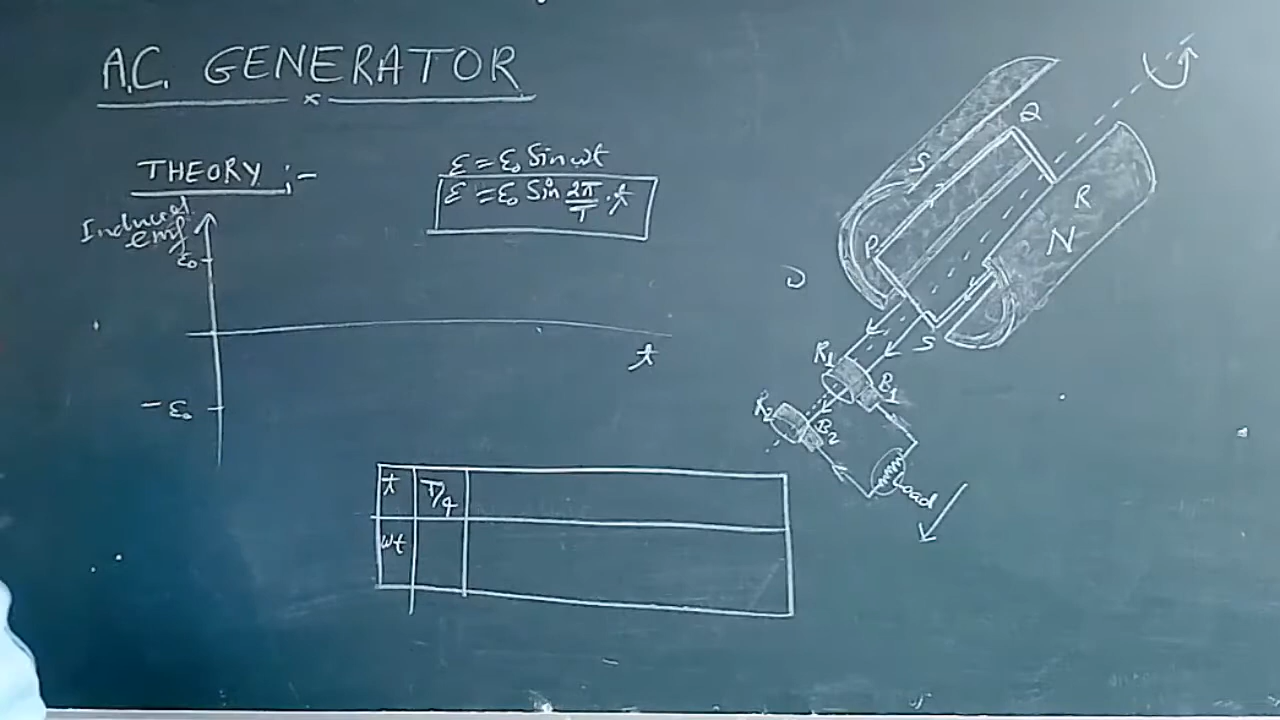 A.C. GENERATOR
THEORY :-
ε = ε₀ Sin ωt
ε = ε₀ Sin 2π/T . t
Induced
emf
ε₀
t
- ε₀
t
T/4
ωt
Q
S
R
N
P
S
R₁
B₁
R₂
B₂
Load